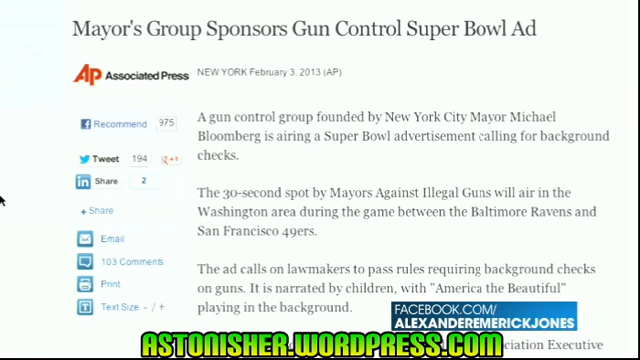 Mayor's Group Sponsors Gun Control Super Bowl Ad
AP Associated Press
NEW YORK February 3, 2013 (AP)
Recommend 975
Tweet 194 +1
in Share 2
+ Share
Email
103 Comments
Print
Text Size - / +
A gun control group founded by New York City Mayor Michael
Bloomberg is airing a Super Bowl advertisement calling for background
checks.
The 30-second spot by Mayors Against Illegal Guns will air in the
Washington area during the game between the Baltimore Ravens and
San Francisco 49ers.
The ad calls on lawmakers to pass rules requiring background checks
on guns. It is narrated by children, with "America the Beautiful"
playing in the background.
FACEBOOK.COM/
ALEXANDEREMERICKJONES
ociation Executive
ASTONISHER.WORDPRESS.COM